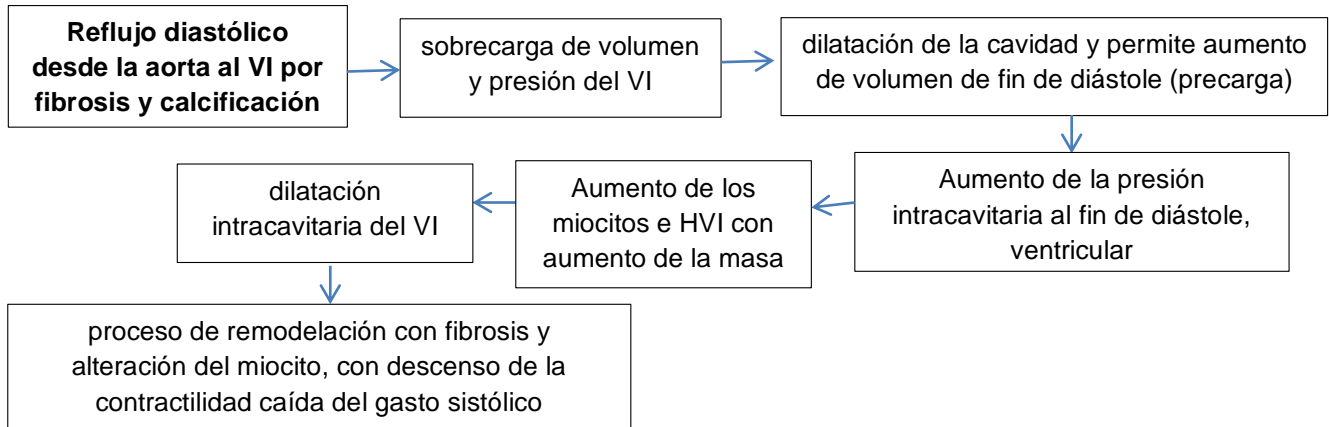 Reflujo diastólico
desde la aorta al VI por
fibrosis y calcificación
sobrecarga de volumen
y presión del VI
dilatación de la cavidad y permite aumento
de volumen de fin de diástole (precarga)
Aumento de la presión
intracavitaria al fin de diástole,
ventricular
Aumento de los
miocitos e HVI con
aumento de la masa
dilatación
intracavitaria del VI
proceso de remodelación con fibrosis y
alteración del miocito, con descenso de la
contractilidad caída del gasto sistólico